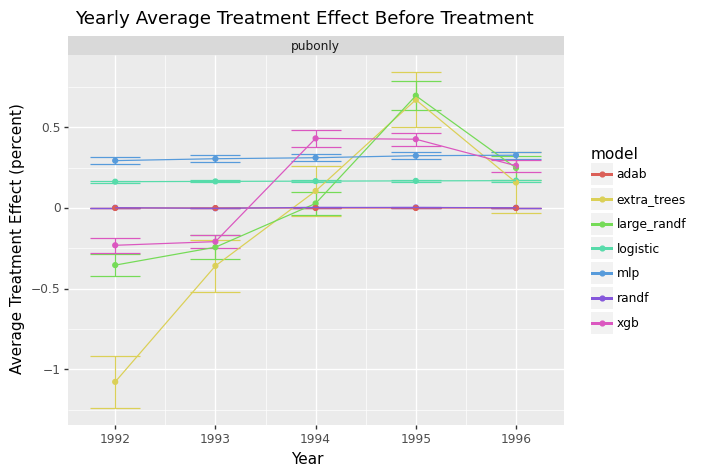 Yearly Average Treatment Effect Before Treatment
pubonly
Average Treatment Effect (percent)
0.5
0
−0.5
−1
1992
1993
1994
1995
1996
Year
model
adab
extra_trees
large_randf
logistic
mlp
randf
xgb